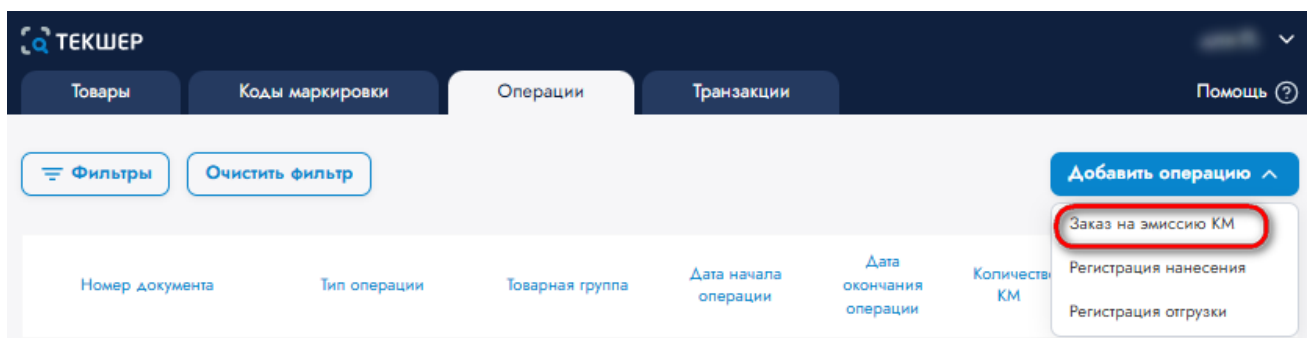 ТЕКШЕР
Товары Коды маркировки Операции Транзакции Помощь ?
Фильтры Очистить фильтр Добавить операцию
Заказ на эмиссию КМ
Регистрация нанесения
Регистрация отгрузки
Номер документа
Тип операции
Товарная группа
Дата начала
операции
Дата
окончания
операции
Количество
КМ